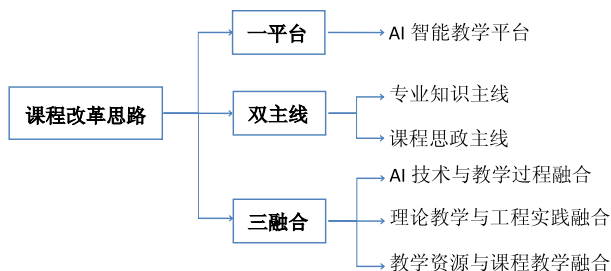 课程改革思路
一平台
AI 智能教学平台
双主线
专业知识主线
课程思政主线
三融合
AI 技术与教学过程融合
理论教学与工程实践融合
教学资源与课程教学融合